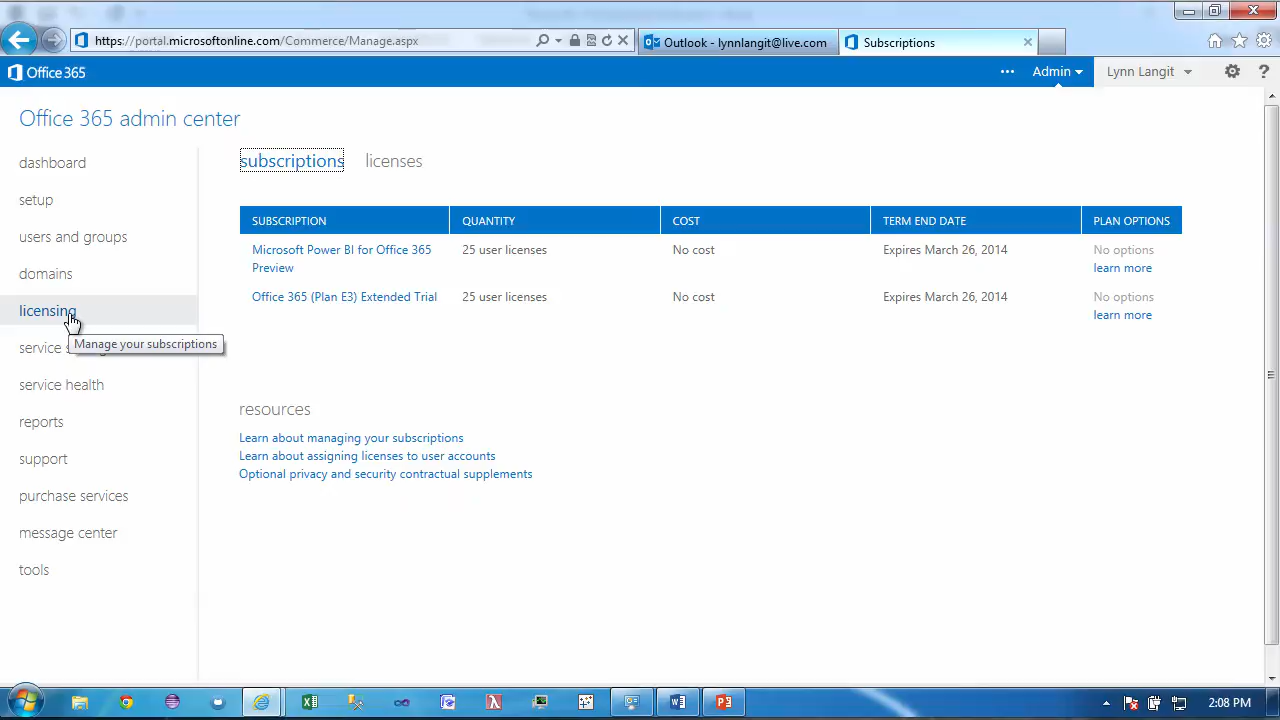 https://portal.microsoftonline.com/Commerce/Manage.aspx
Outlook - lynnlangit@live.com
Subscriptions
Office 365
Admin
Lynn Langit
?
Office 365 admin center
dashboard
setup
users and groups
domains
licensing
Manage your subscriptions
service
service health
reports
support
purchase services
message center
tools
subscriptions
licenses
SUBSCRIPTION QUANTITY COST TERM END DATE PLAN OPTIONS
Microsoft Power BI for Office 365 25 user licenses No cost Expires March 26, 2014 No options
Preview learn more
Office 365 (Plan E3) Extended Trial 25 user licenses No cost Expires March 26, 2014 No options
learn more
resources
Learn about managing your subscriptions
Learn about assigning licenses to user accounts
Optional privacy and security contractual supplements
2:08 PM